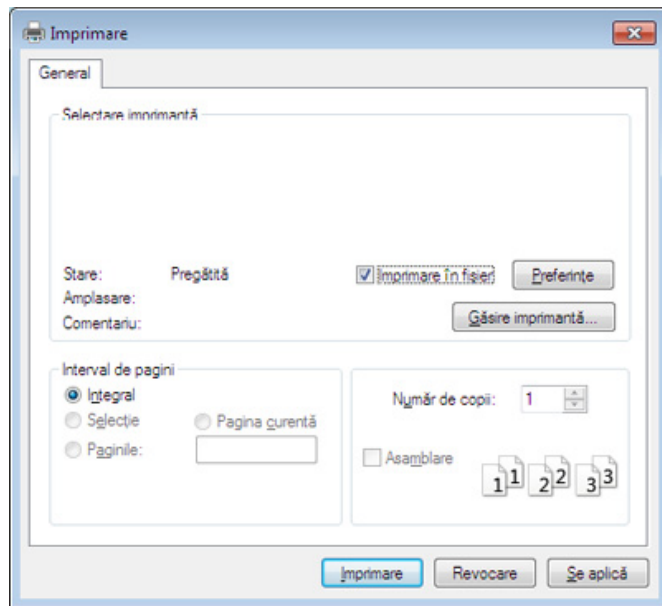 Imprimare
General
Selectare imprimantă
Stare: Pregătită
Imprimare în fișier
Preferințe
Amplasare:
Comentariu:
Găsire imprimantă...
Interval de pagini
Integral
Selecție
Pagina curentă
Paginile:
Număr de copii: 1
Asamblare
1 1 2 2 3 3
Imprimare Revocare Se aplică